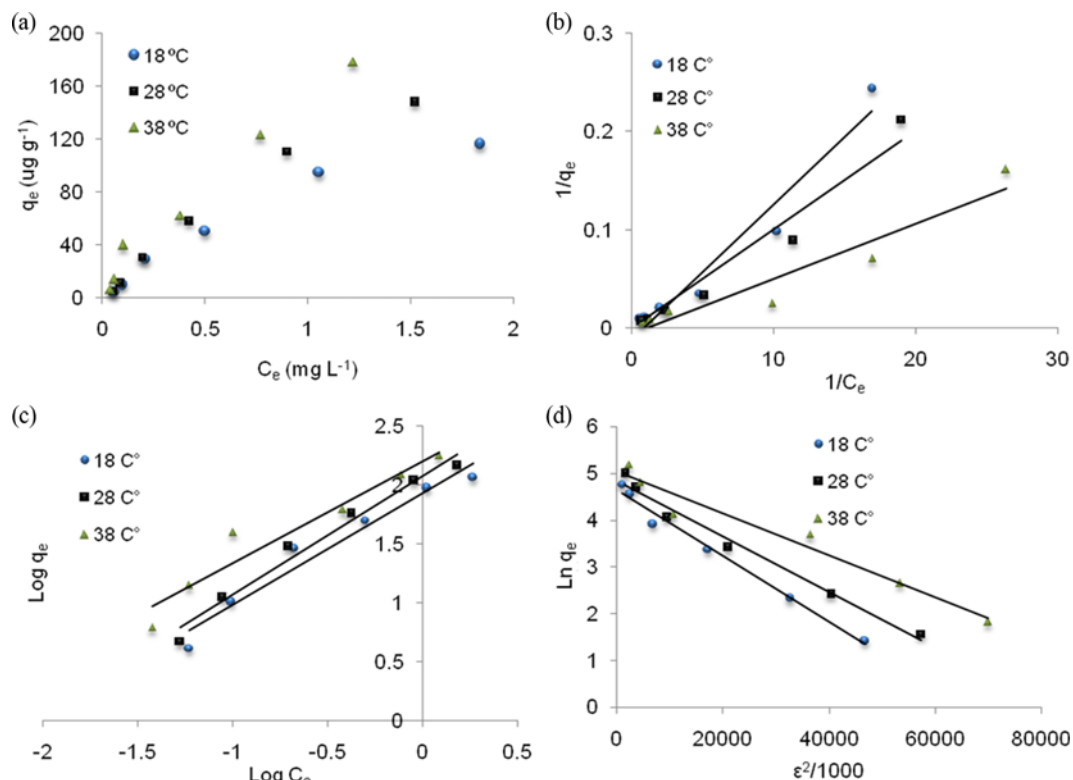 (a)
200
160
120
80
40
0
qe (ug g-1)
18 ºC
28 ºC
38 ºC
0 0.5 1 1.5 2
Ce (mg L-1)
(b)
0.3
0.2
0.1
0
1/qe
18 C°
28 C°
38 C°
0 10 20 30
1/Ce
(c)
2.5
2
1.5
1
0.5
0
Log qe
18 C°
28 C°
38 C°
-2 -1.5 -1 -0.5 0 0.5
Log Ce
(d)
6
5
4
3
2
1
0
Ln qe
18 C°
28 C°
38 C°
0 20000 40000 60000 80000
ε²/1000